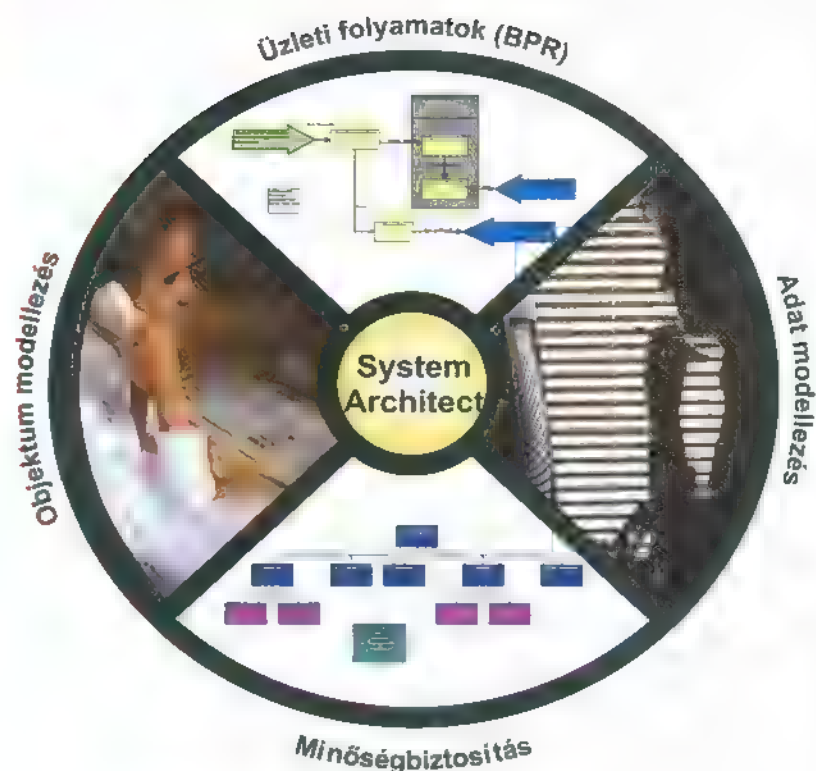 Üzleti folyamatok (BPR)
Objektum modellezés
System
Architect
Adat modellezés
Minőségbiztosítás